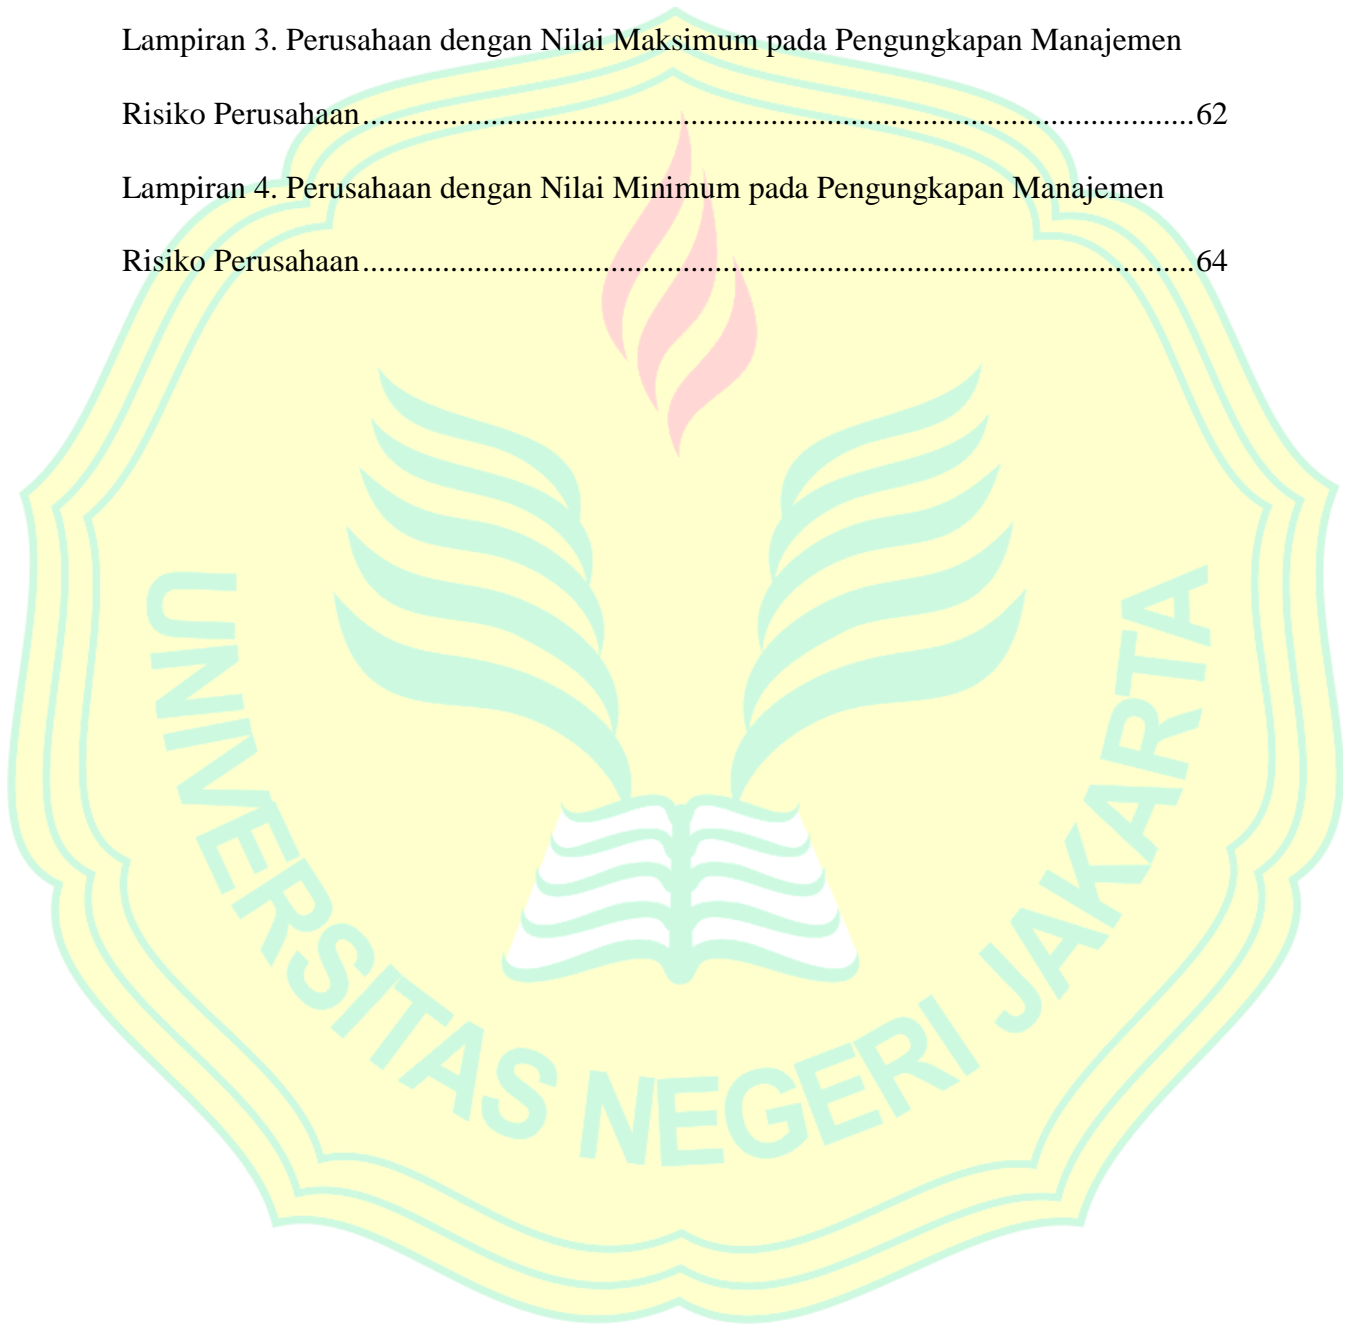 Lampiran 3. Perusahaan dengan Nilai Maksimum pada Pengungkapan Manajemen
Risiko Perusahaan........................................................................................................62
Lampiran 4. Perusahaan dengan Nilai Minimum pada Pengungkapan Manajemen
Risiko Perusahaan........................................................................................................64
UNIVERSITAS NEGERI JAKARTA